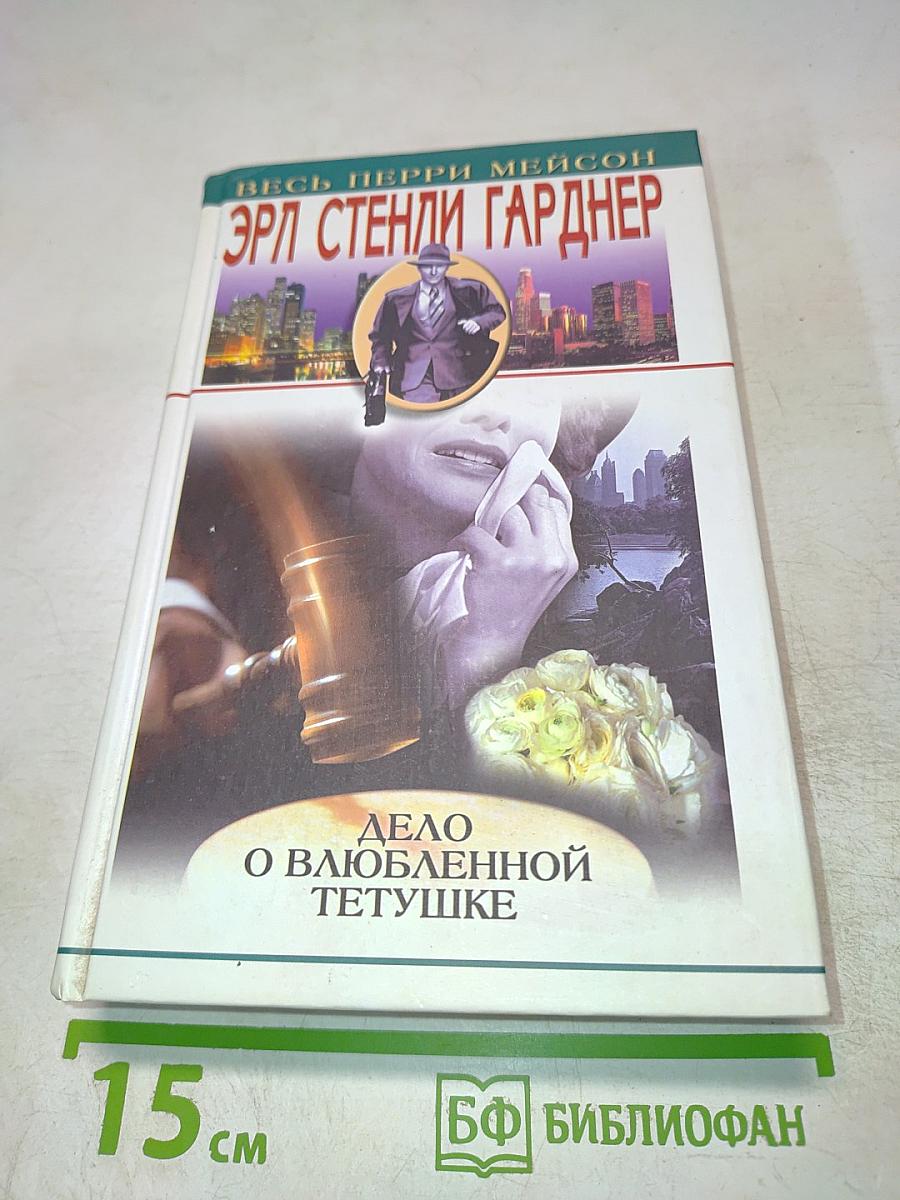 ВЕСЬ ПЕРРИ МЕЙСОН
ЭРЛ СТЕНЛИ ГАРДНЕР
ДЕЛО
О ВЛЮБЛЕННОЙ
ТЕТУШКЕ
15 см
БФ БИБЛИОФАН